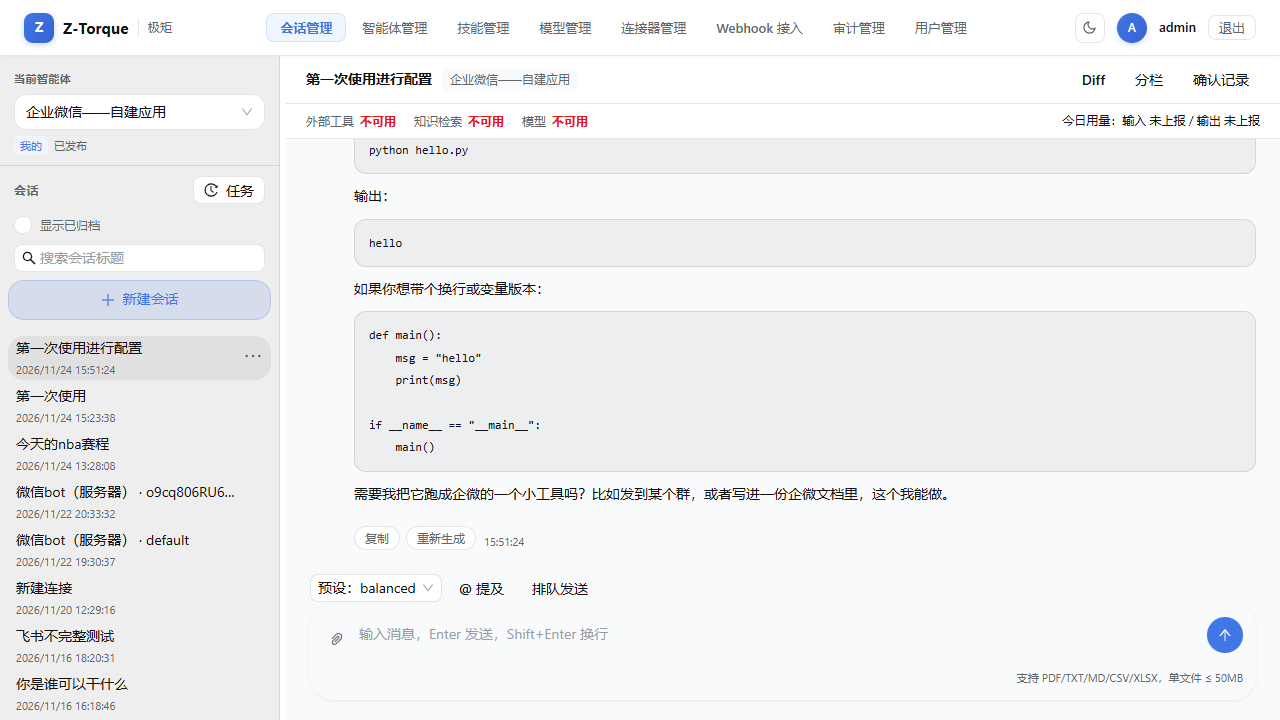 Z Z-Torque 极矩 会话管理 智能体管理 技能管理 模型管理 连接器管理 Webhook 接入 审计管理 用户管理 A admin 退出
当前智能体
企业微信——自建应用
我的 已发布
会话 任务
显示已归档
搜索会话标题
新建会话
第一次使用进行配置 ···
2026/11/24 15:51:24
第一次使用
2026/11/24 15:23:38
今天的nba赛程
2026/11/24 13:28:08
微信bot（服务器） · o9cq806RU6...
2026/11/22 20:33:32
微信bot（服务器） · default
2026/11/22 19:30:37
新建连接
2026/11/20 12:29:16
飞书不完整测试
2026/11/16 18:20:31
你是谁可以干什么
2026/11/16 16:18:46
第一次使用进行配置 企业微信——自建应用 Diff 分栏 确认记录
外部工具 不可用 知识检索 不可用 模型 不可用 今日用量：输入 未上报 / 输出 未上报
python hello.py
输出：
hello
如果你想带个换行或变量版本：
def main():
    msg = "hello"
    print(msg)
if __name__ == "__main__":
    main()
需要我把它跑成企微的一个小工具吗？比如发到某个群，或者写进一份企微文档里，这个我能做。
复制 重新生成 15:51:24
预设：balanced @ 提及 排队发送
输入消息，Enter 发送，Shift+Enter 换行
支持 PDF/TXT/MD/CSV/XLSX，单文件 ≤ 50MB